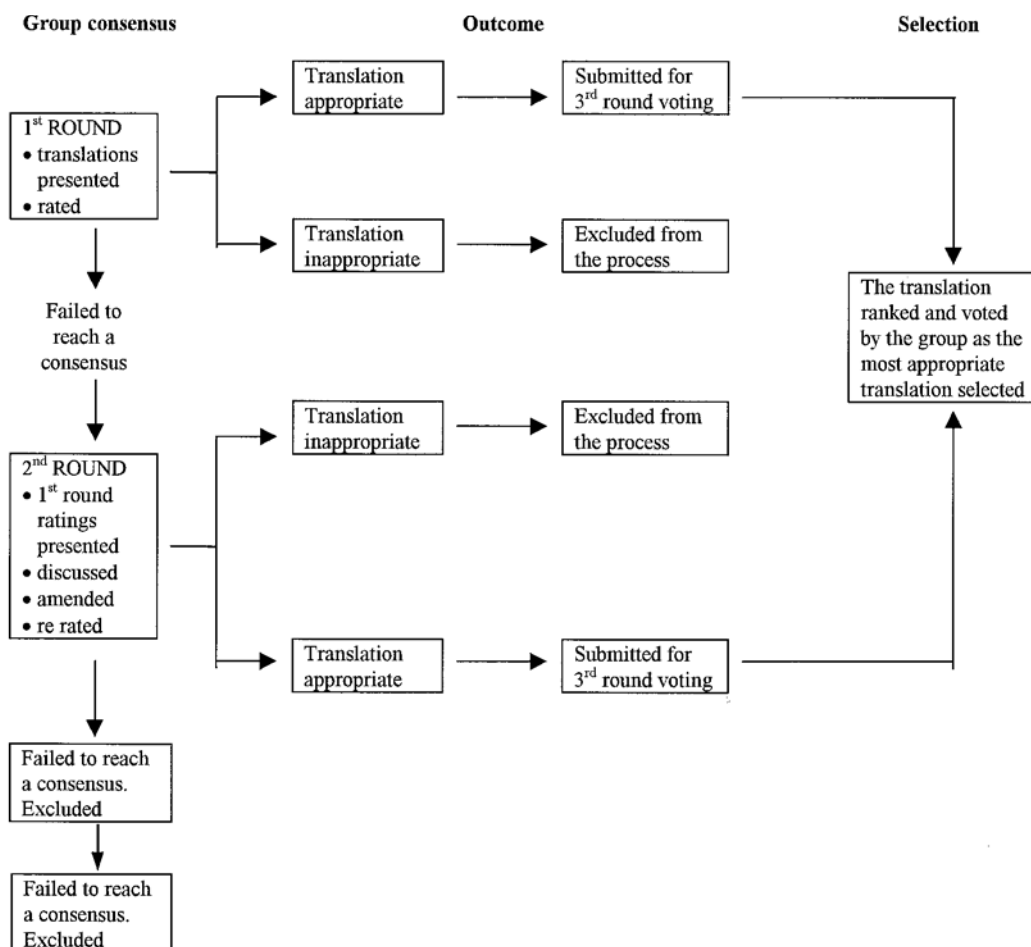 Group consensus
Outcome
Selection
1st ROUND
• translations
presented
• rated
Translation
appropriate
Submitted for
3rd round voting
Translation
inappropriate
Excluded from
the process
Failed to
reach a
consensus
The translation
ranked and voted
by the group as the
most appropriate
translation selected
2nd ROUND
• 1st round
ratings
presented
• discussed
• amended
• re rated
Translation
inappropriate
Excluded from
the process
Translation
appropriate
Submitted for
3rd round voting
Failed to reach
a consensus.
Excluded
Failed to reach
a consensus.
Excluded